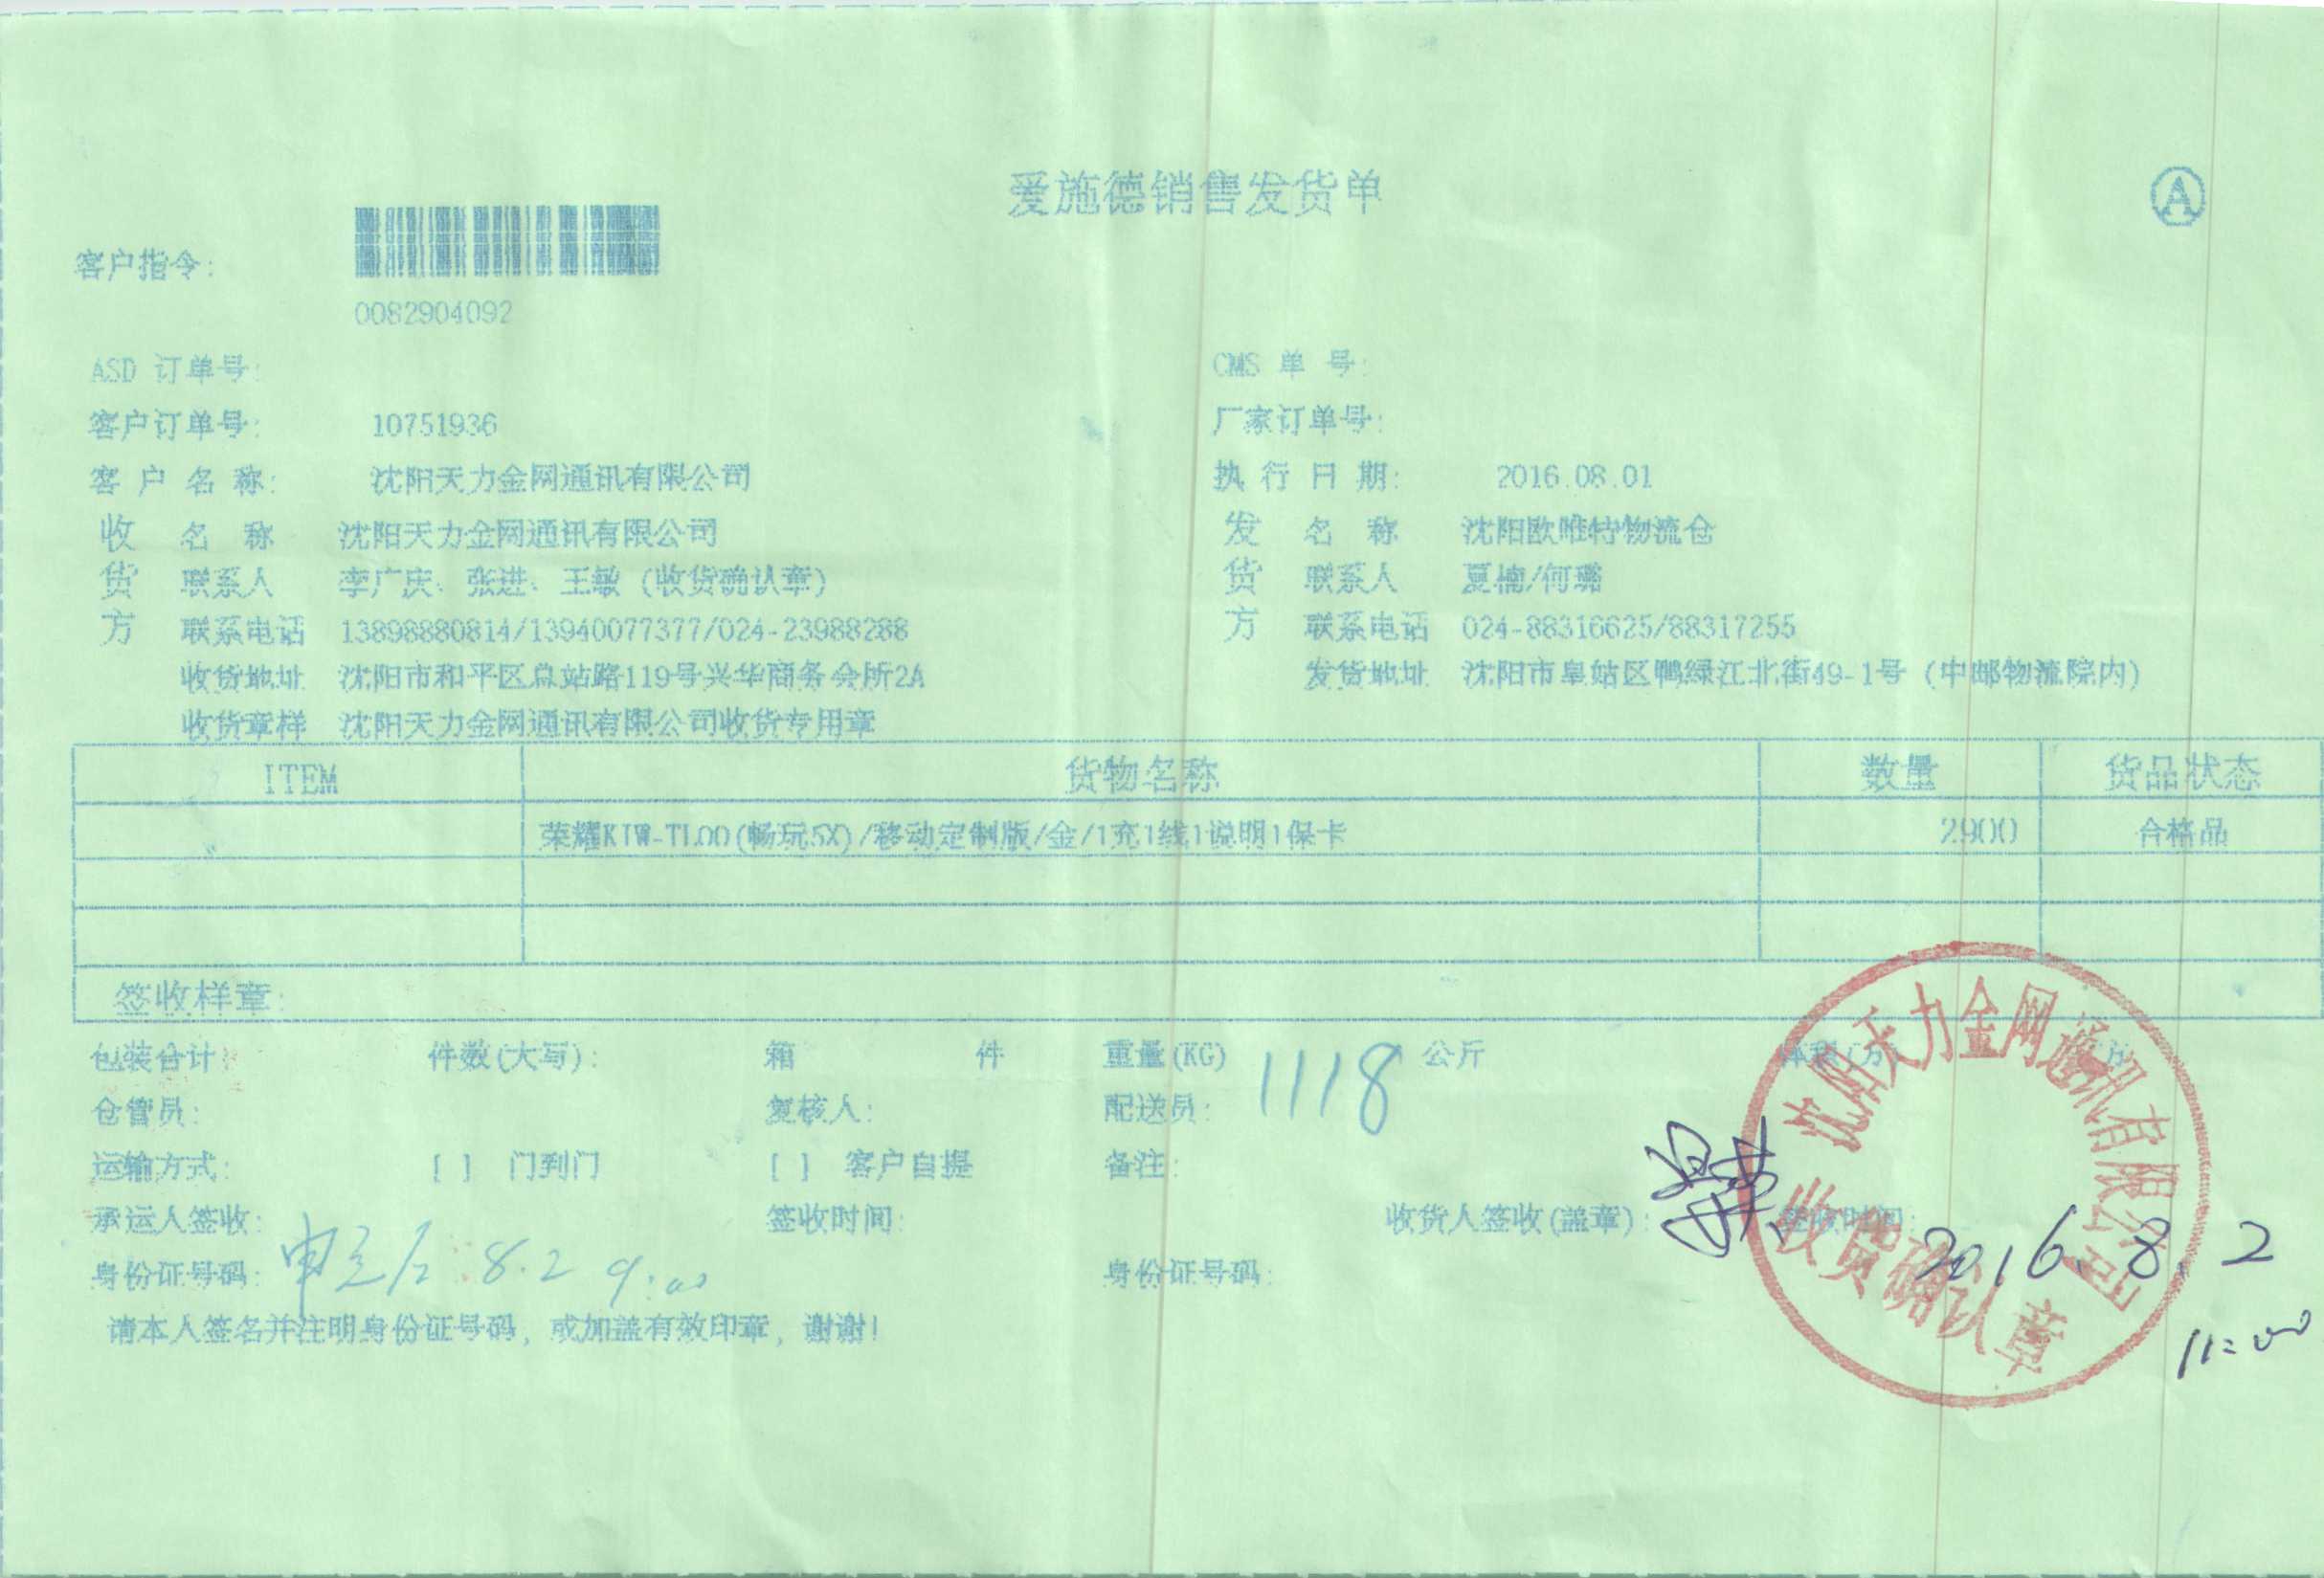 爱施德销售发货单
A
客户指令:
0082904092
ASD 订单号: CMS 单 号:
客户订单号: 10751936 厂家订单号:
客 户 名 称: 沈阳天力金网通讯有限公司 执 行 日 期: 2016.08.01
收 名 称 沈阳天力金网通讯有限公司 发 名 称 沈阳欧唯特物流仓
货 联系人 李广庆、张进、王敏 (收货确认章) 货 联系人 夏楠/何璐
方 联系电话 13898880814/13940077377/024-23988288 方 联系电话 024-88316625/88317255
收货地址 沈阳市和平区总站路119号兴华商务会所2A 发货地址 沈阳市皇姑区鸭绿江北街49-1号 (中邮物流院内)
收货章样 沈阳天力金网通讯有限公司收货专用章
ITEM 货物名称 数量 货品状态
荣耀KIW-TL00(畅玩5X)/移动定制版/金/1充1线1说明1保卡 2900 合格品
签收样章:
包装合计: 件数(大写): 箱 件 重量(KG) 1118 公斤 体积(方) 方
仓管员: 复核人: 配送员:
运输方式: [ ] 门到门 [ ] 客户自提 备注:
承运人签收: 签收时间: 收货人签收(盖章): 签收时间:
8.2 9:00 2016.8.2
身份证号码: 身份证号码:
11:00
请本人签名并注明身份证号码, 或加盖有效印章, 谢谢!
沈阳天力金网通讯有限公司
收货确认章